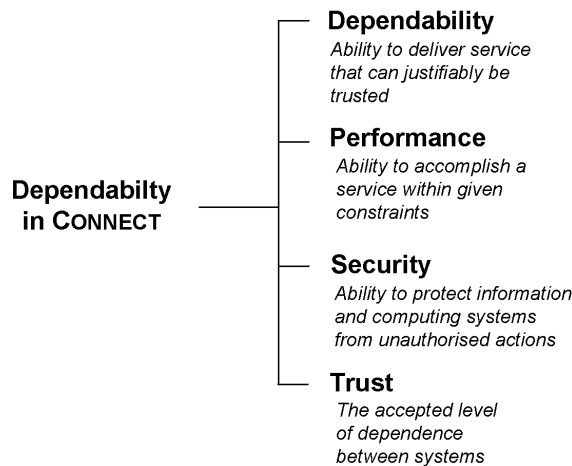 Dependability
Ability to deliver service
that can justifiably be
trusted
Performance
Ability to accomplish a
service within given
constraints
Dependabilty
in CONNECT
Security
Ability to protect information
and computing systems
from unauthorised actions
Trust
The accepted level
of dependence
between systems